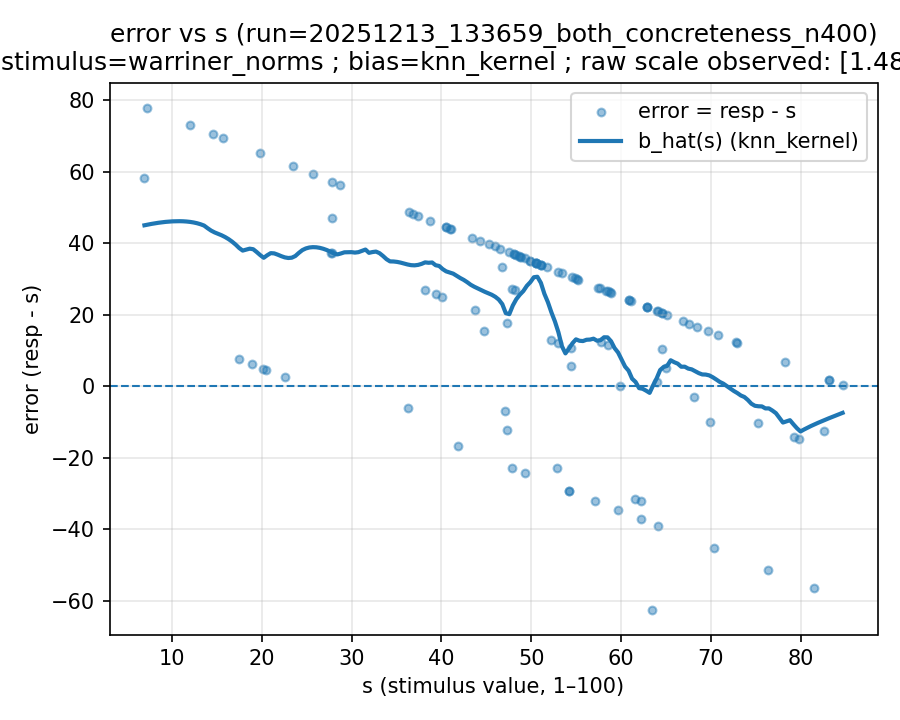 error vs s (run=20251213_133659_both_concreteness_n400)
stimulus=warriner_norms ; bias=knn_kernel ; raw scale observed: [1.48
error = resp - s
b_hat(s) (knn_kernel)
error (resp - s)
80
60
40
20
0
−20
−40
−60
10 20 30 40 50 60 70 80
s (stimulus value, 1–100)